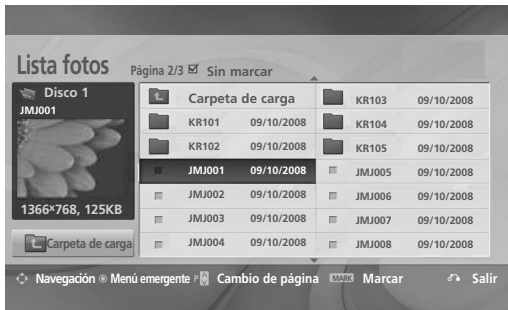 Lista fotos
Página 2/3 Sin marcar
Disco 1
JMJ001
1366×768, 125KB
Carpeta de carga
Carpeta de carga
KR101 09/10/2008
KR102 09/10/2008
JMJ001 09/10/2008
JMJ002 09/10/2008
JMJ003 09/10/2008
JMJ004 09/10/2008
KR103 09/10/2008
KR104 09/10/2008
KR105 09/10/2008
JMJ005 09/10/2008
JMJ006 09/10/2008
JMJ007 09/10/2008
JMJ008 09/10/2008
Navegación Menú emergente P Cambio de página MARK Marcar Salir